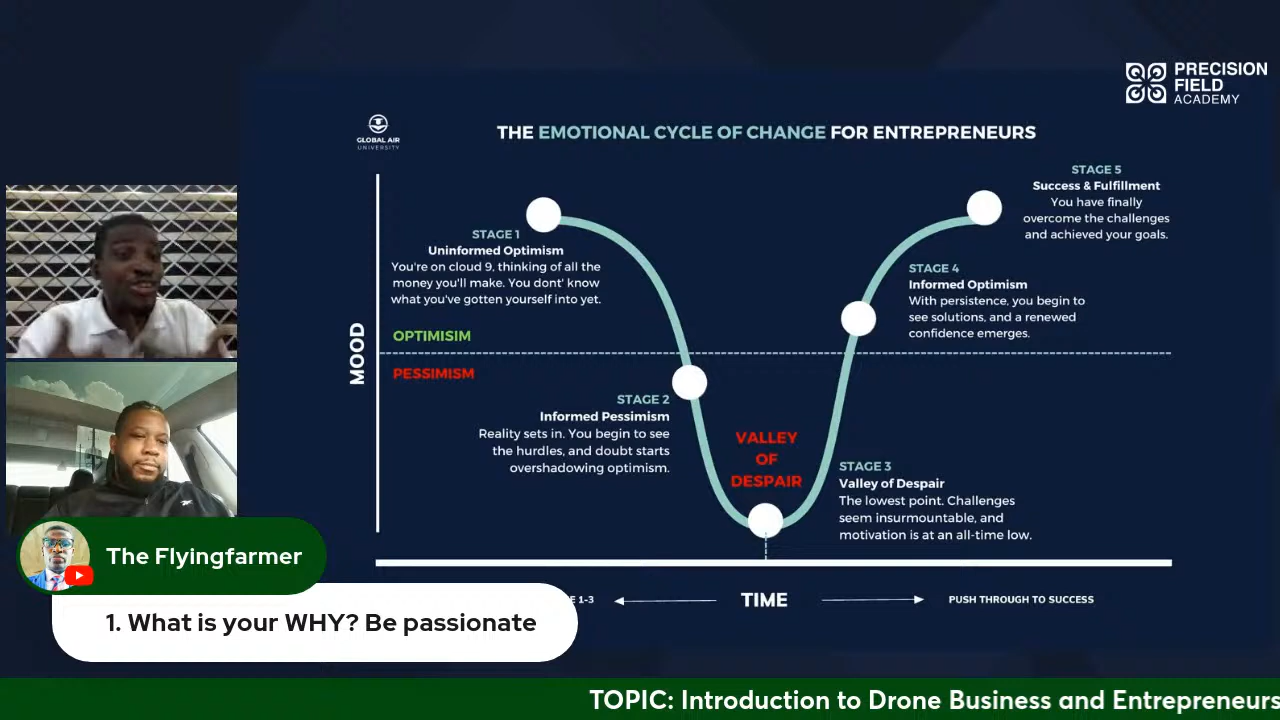 PRECISION
FIELD
ACADEMY
GLOBAL AIR
UNIVERSITY
THE EMOTIONAL CYCLE OF CHANGE FOR ENTREPRENEURS
STAGE 1
Uninformed Optimism
You're on cloud 9, thinking of all the
money you'll make. You dont' know
what you've gotten yourself into yet.
STAGE 5
Success & Fulfillment
You have finally
overcome the challenges
and achieved your goals.
STAGE 4
Informed Optimism
With persistence, you begin to
see solutions, and a renewed
confidence emerges.
MOOD
OPTIMISIM
PESSIMISM
STAGE 2
Informed Pessimism
Reality sets in. You begin to see
the hurdles, and doubt starts
overshadowing optimism.
VALLEY
OF
DESPAIR
STAGE 3
Valley of Despair
The lowest point. Challenges
seem insurmountable, and
motivation is at an all-time low.
1-3
TIME
PUSH THROUGH TO SUCCESS
The Flyingfarmer
1. What is your WHY? Be passionate
TOPIC: Introduction to Drone Business and Entrepreneurs